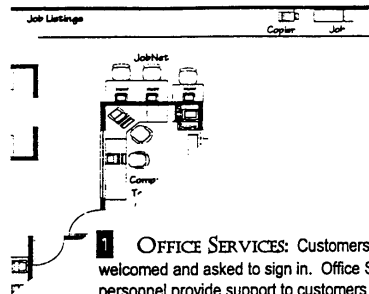 Job Listings
Copier Job
JobNet
Comp
1 OFFICE SERVICES: Customers
welcomed and asked to sign in. Office S
personnel provide support to customers